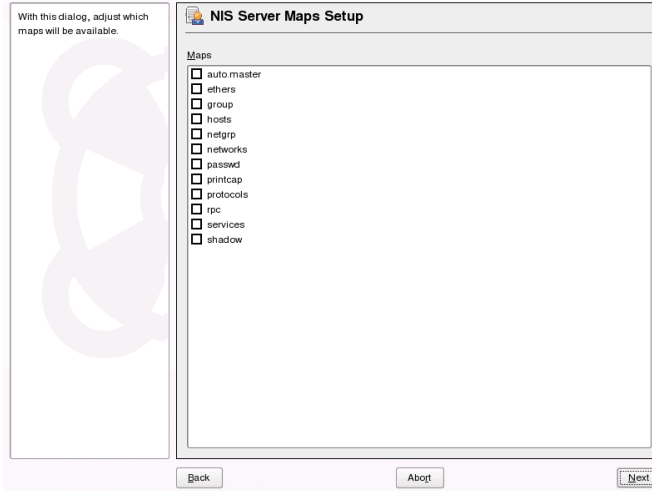 With this dialog, adjust which
maps will be available.
NIS Server Maps Setup
Maps
auto.master
ethers
group
hosts
netgrp
networks
passwd
printcap
protocols
rpc
services
shadow
Back
Abort
Next